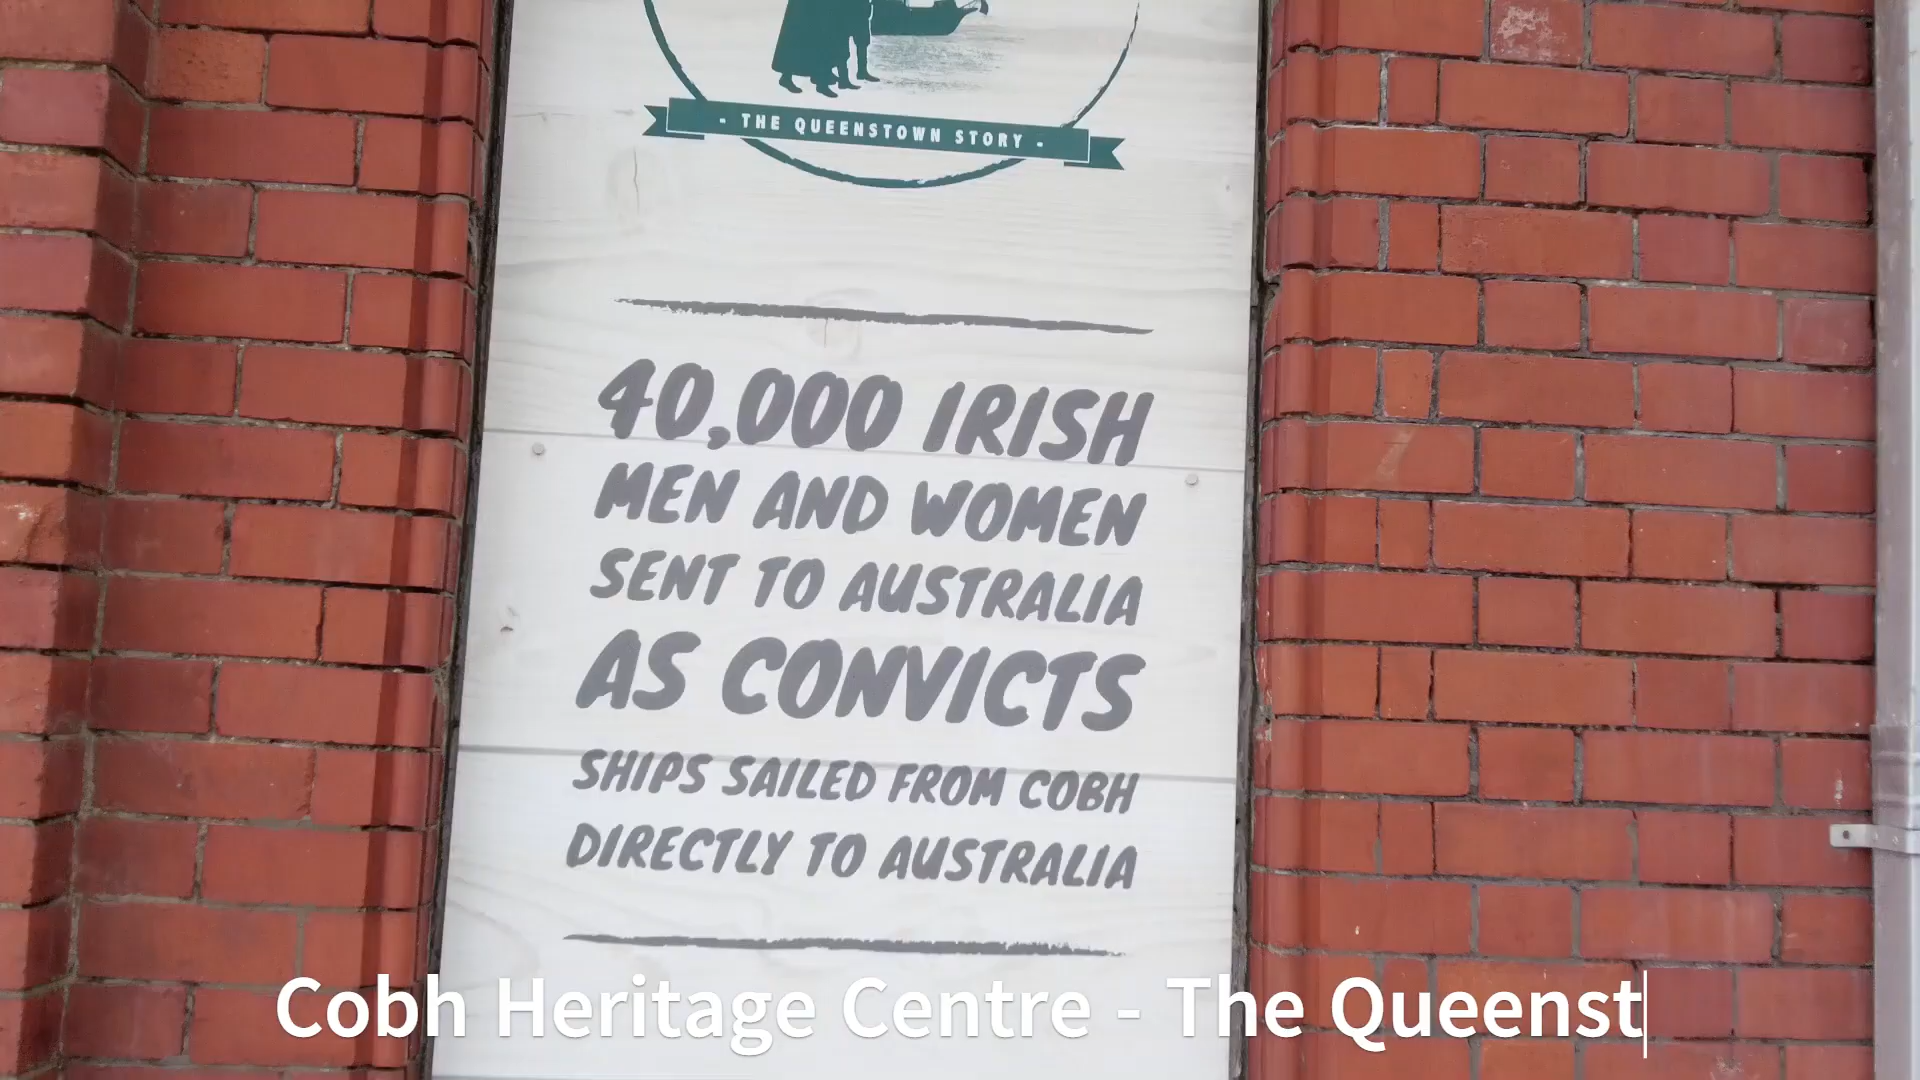 - THE QUEENSTOWN STORY -
40,000 IRISH
MEN AND WOMEN
SENT TO AUSTRALIA
AS CONVICTS
SHIPS SAILED FROM COBH
DIRECTLY TO AUSTRALIA
Cobh Heritage Centre - The Queenst